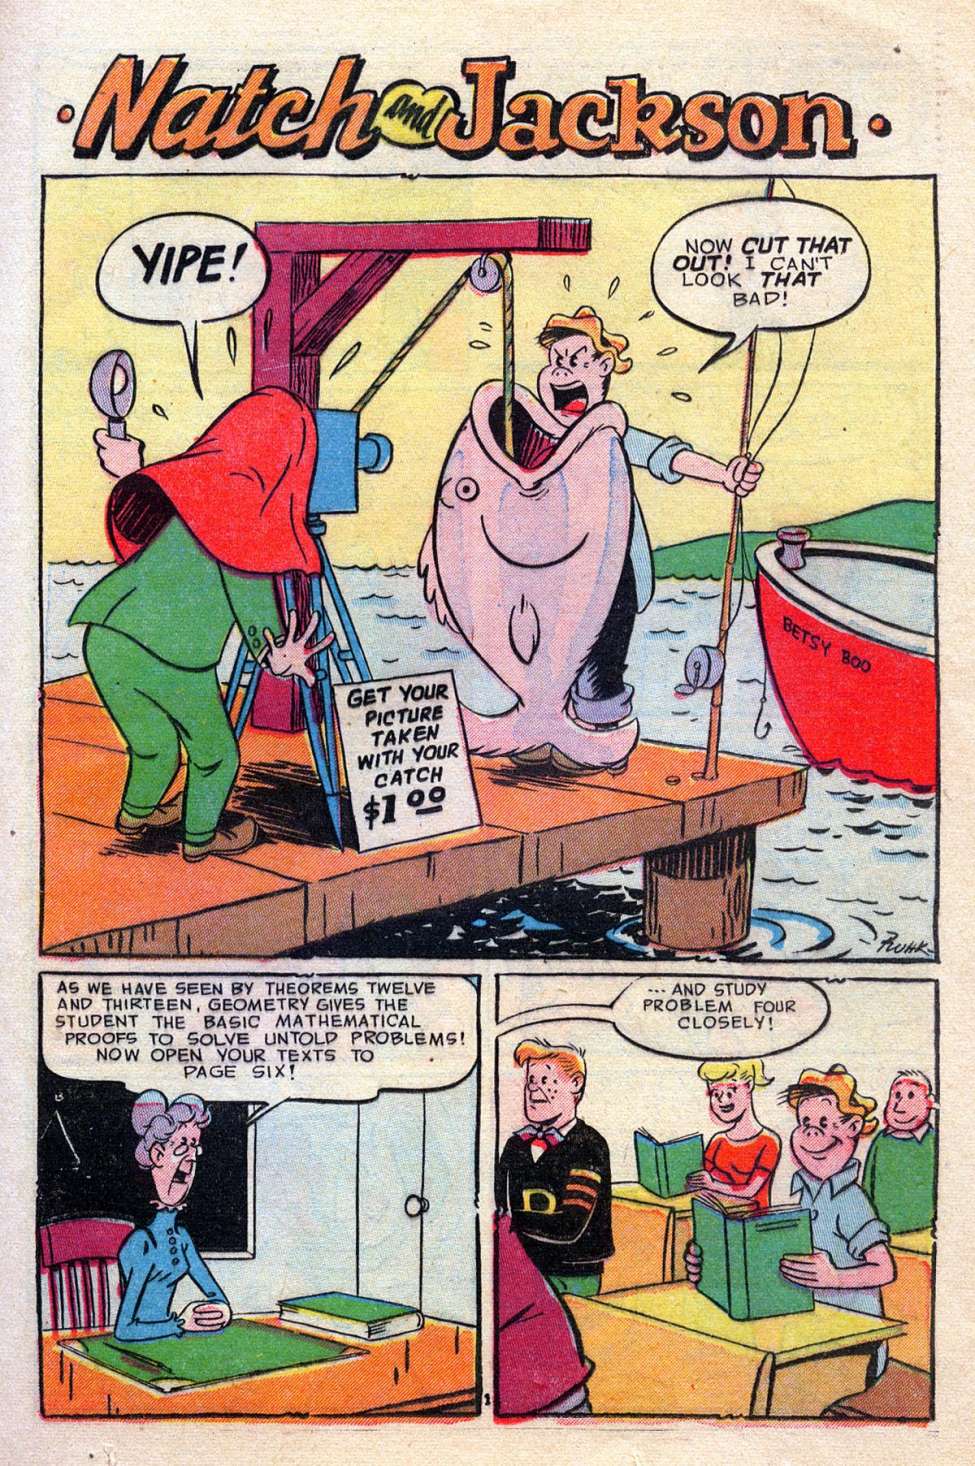 • Natch and Jackson •
YIPE!
NOW CUT THAT
OUT! I CAN'T
LOOK THAT
BAD!
BETSY BOO
GET YOUR
PICTURE
TAKEN
WITH YOUR
CATCH
$1 00
AS WE HAVE SEEN BY THEOREMS TWELVE
AND THIRTEEN, GEOMETRY GIVES THE
STUDENT THE BASIC MATHEMATICAL
PROOFS TO SOLVE UNTOLD PROBLEMS!
NOW OPEN YOUR TEXTS TO
PAGE SIX!
... AND STUDY
PROBLEM FOUR
CLOSELY!
D
1